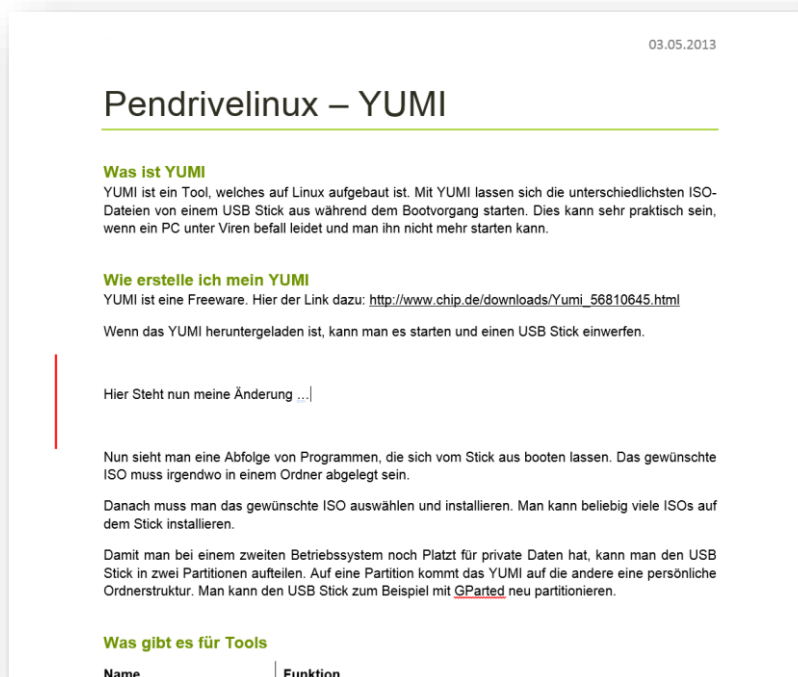 03.05.2013
Pendrivelinux – YUMI
Was ist YUMI
YUMI ist ein Tool, welches auf Linux aufgebaut ist. Mit YUMI lassen sich die unterschiedlichsten ISO-
Dateien von einem USB Stick aus während dem Bootvorgang starten. Dies kann sehr praktisch sein,
wenn ein PC unter Viren befall leidet und man ihn nicht mehr starten kann.
Wie erstelle ich mein YUMI
YUMI ist eine Freeware. Hier der Link dazu: http://www.chip.de/downloads/Yumi_56810645.html
Wenn das YUMI heruntergeladen ist, kann man es starten und einen USB Stick einwerfen.
Hier Steht nun meine Änderung ...
Nun sieht man eine Abfolge von Programmen, die sich vom Stick aus booten lassen. Das gewünschte
ISO muss irgendwo in einem Ordner abgelegt sein.
Danach muss man das gewünschte ISO auswählen und installieren. Man kann beliebig viele ISOs auf
dem Stick installieren.
Damit man bei einem zweiten Betriebssystem noch Platzt für private Daten hat, kann man den USB
Stick in zwei Partitionen aufteilen. Auf eine Partition kommt das YUMI auf die andere eine persönliche
Ordnerstruktur. Man kann den USB Stick zum Beispiel mit GParted neu partitionieren.
Was gibt es für Tools
Name Funktion